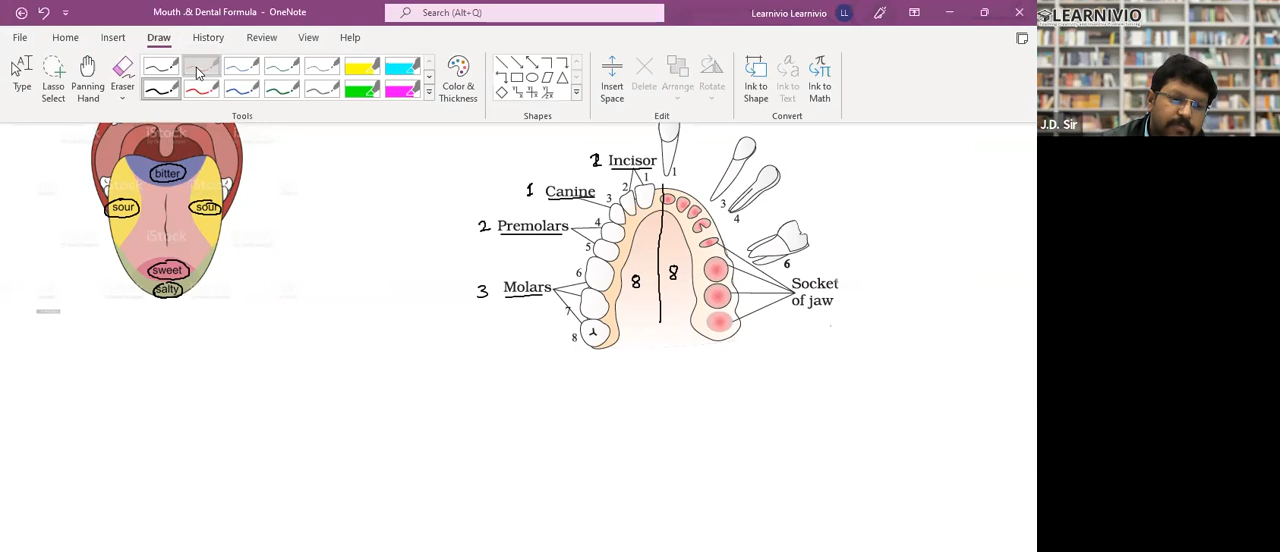 Mouth .& Dental Formula - OneNote
Search (Alt+Q)
Learnivio Learnivio
LL
File Home Insert Draw History Review View Help
Type
Lasso Select
Panning Hand
Eraser
Color & Thickness
Insert Space
Delete
Arrange
Rotate
Ink to Shape
Ink to Text
Ink to Math
Tools
Shapes
Edit
Convert
LEARNIVIO
J.D. Sir
iStock
bitter
sour
sour
iStock
sweet
salty
2 Incisor
1 Canine
2 Premolars
3 Molars
1
2
3
4
5
6
7
8
8 8
1
3
4
6
Socket
of jaw